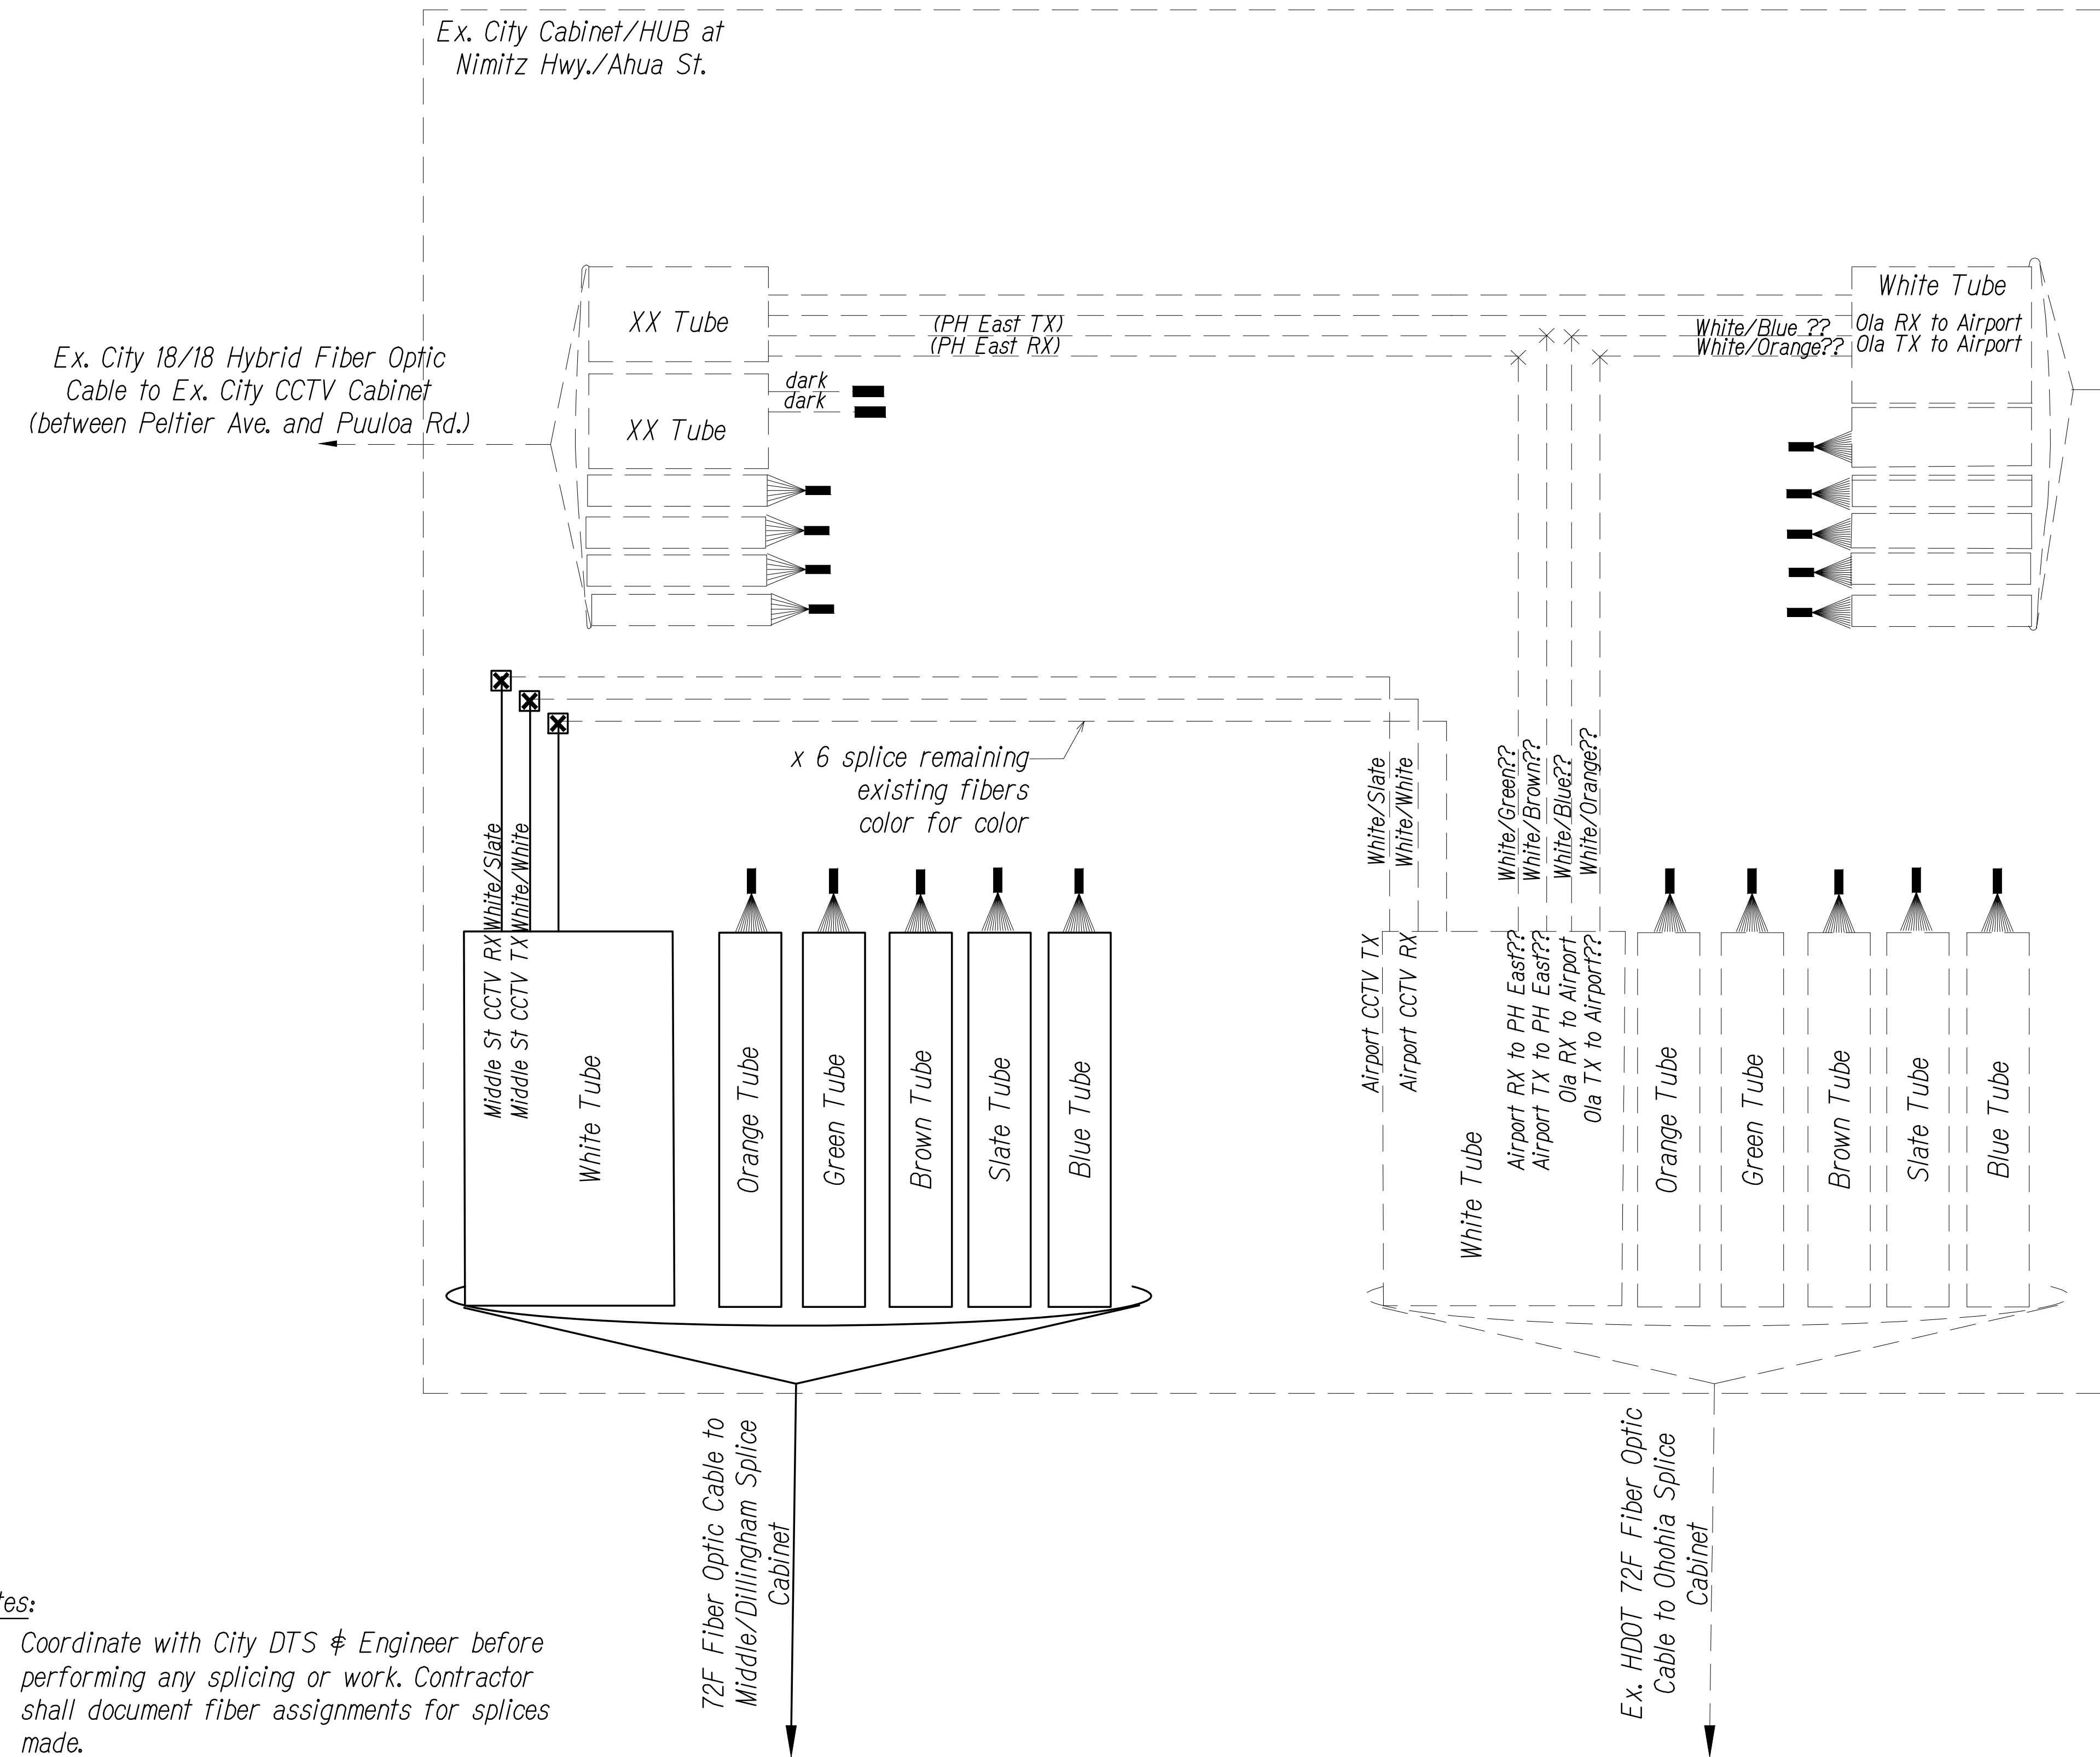 Ex. City Cabinet/HUB at
Nimitz Hwy./Ahua St.
Ex. City 18/18 Hybrid Fiber Optic
Cable to Ex. City CCTV Cabinet
(between Peltier Ave. and Puuloa Rd.)
XX Tube
(PH East TX)
(PH East RX)
XX Tube
dark
dark
White Tube
White/Blue ??
Ola RX to Airport
White/Orange??
Ola TX to Airport
x 6 splice remaining
existing fibers
color for color
White/Slate
White/White
Middle St CCTV RX
Middle St CCTV TX
White Tube
Orange Tube
Green Tube
Brown Tube
Slate Tube
Blue Tube
White/Slate
White/White
White/Green??
White/Brown??
White/Blue??
White/Orange??
Airport CCTV TX
Airport CCTV RX
White Tube
Airport RX to PH East??
Airport TX to PH East??
Ola RX to Airport
Ola TX to Airport??
Orange Tube
Green Tube
Brown Tube
Slate Tube
Blue Tube
72F Fiber Optic Cable to
Middle/Dillingham Splice
Cabinet
Ex. HDOT 72F Fiber Optic
Cable to Ohohia Splice
Cabinet
tes:
Coordinate with City DTS & Engineer before
performing any splicing or work. Contractor
shall document fiber assignments for splices
made.